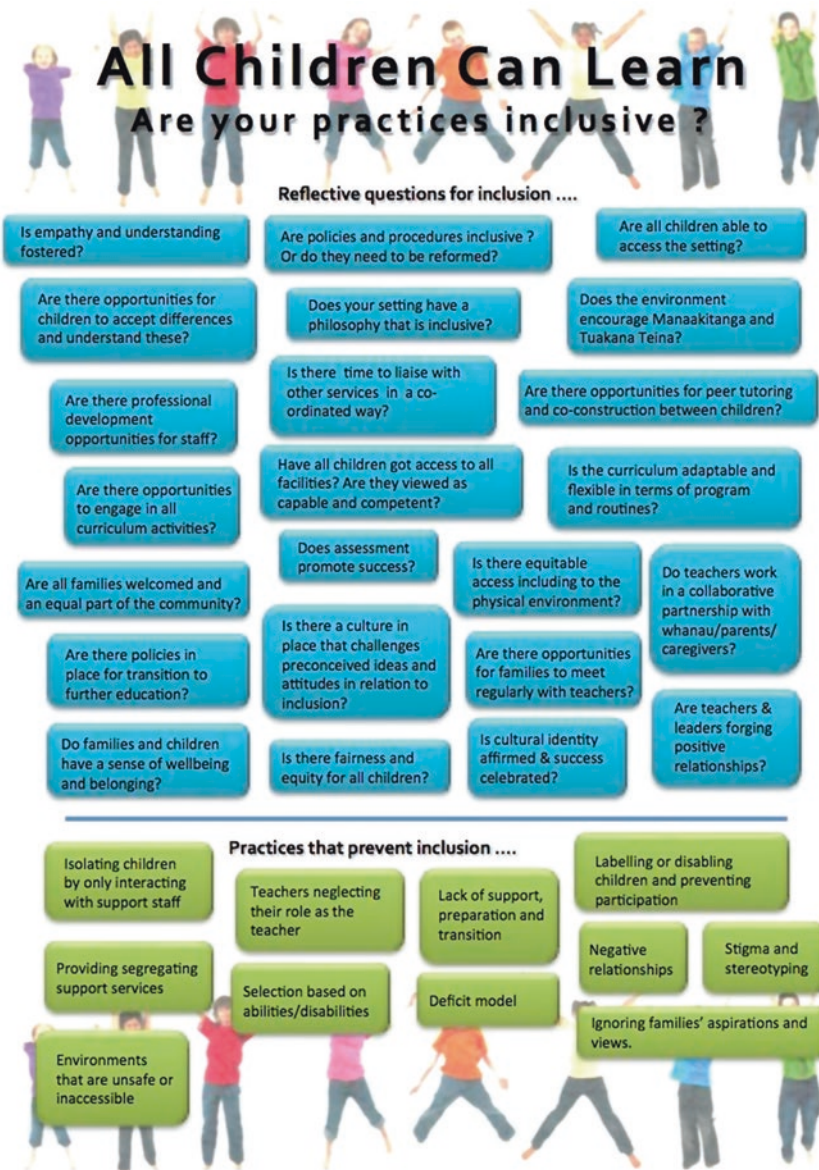 All Children Can Learn
Are your practices inclusive ?
Reflective questions for inclusion ....
Is empathy and understanding
fostered?
Are policies and procedures inclusive ?
Or do they need to be reformed?
Are all children able to
access the setting?
Are there opportunities for
children to accept differences
and understand these?
Does your setting have a
philosophy that is inclusive?
Does the environment
encourage Manaakitanga and
Tuakana Teina?
Are there professional
development
opportunities for staff?
Is there time to liaise with
other services in a co-
ordinated way?
Are there opportunities for peer tutoring
and co-construction between children?
Are there opportunities
to engage in all
curriculum activities?
Have all children got access to all
facilities? Are they viewed as
capable and competent?
Is the curriculum adaptable and
flexible in terms of program
and routines?
Does assessment
promote success?
Is there equitable
access including to the
physical environment?
Do teachers work
in a collaborative
partnership with
whanau/parents/
caregivers?
Are all families welcomed and
an equal part of the community?
Is there a culture in
place that challenges
preconceived ideas and
attitudes in relation to
inclusion?
Are there opportunities
for families to meet
regularly with teachers?
Are there policies in
place for transition to
further education?
Are teachers &
leaders forging
positive
relationships?
Do families and children
have a sense of wellbeing
and belonging?
Is there fairness and
equity for all children?
Is cultural identity
affirmed & success
celebrated?
Practices that prevent inclusion ....
Isolating children
by only interacting
with support staff
Teachers neglecting
their role as the
teacher
Lack of support,
preparation and
transition
Labelling or disabling
children and preventing
participation
Providing segregating
support services
Selection based on
abilities/disabilities
Deficit model
Negative
relationships
Stigma and
stereotyping
Ignoring families' aspirations and
views.
Environments
that are unsafe or
inaccessible